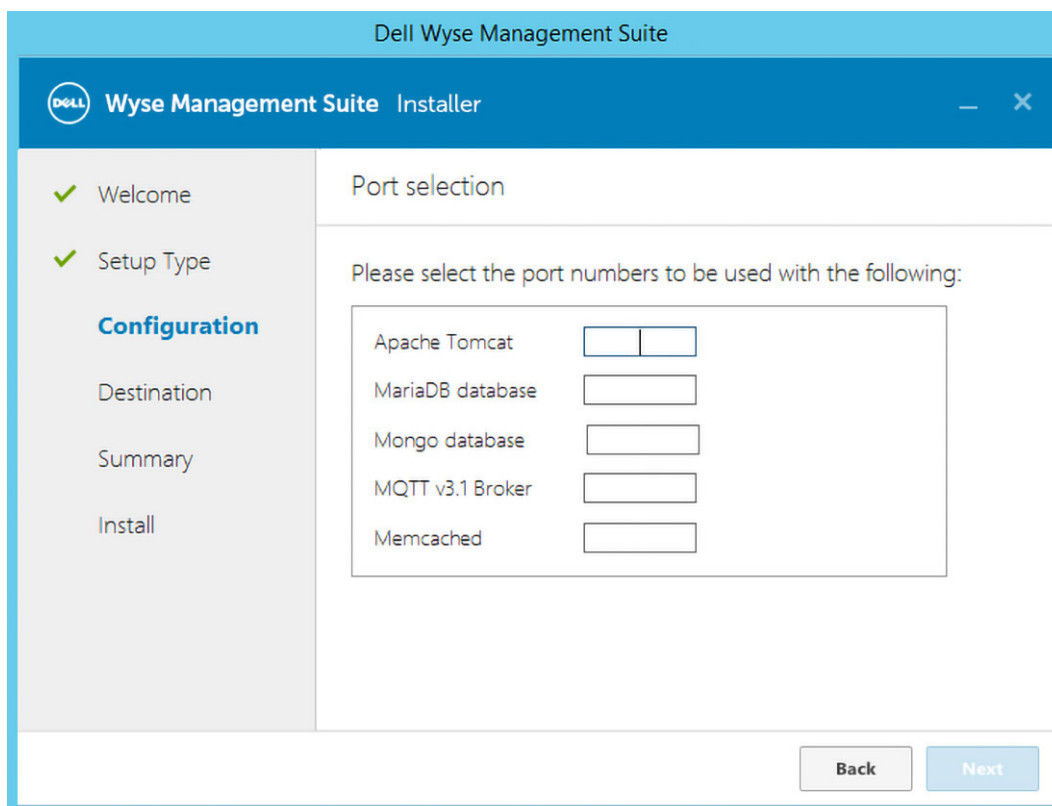 Dell Wyse Management Suite
DELL Wyse Management Suite Installer
Welcome
Setup Type
Configuration
Destination
Summary
Install
Port selection
Please select the port numbers to be used with the following:
Apache Tomcat
MariaDB database
Mongo database
MQTT v3.1 Broker
Memcached
Back Next